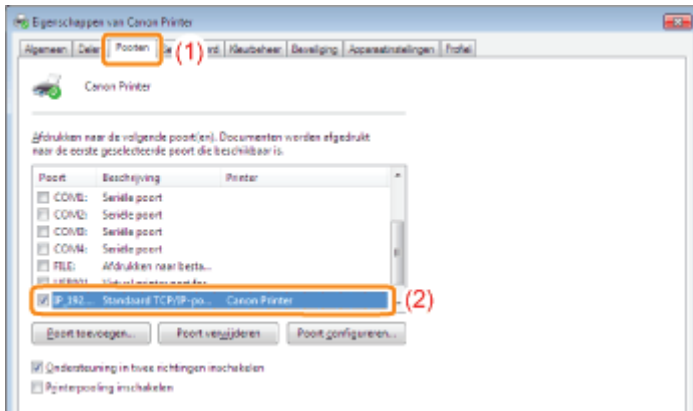 Eigenschappen van Canon Printer
Algemeen Delen Poorten (1) rd Kleurbeheer Beveiliging Apparaatinstellingen Profiel
Canon Printer
Afdrukken naar de volgende poort(en). Documenten worden afgedrukt
naar de eerste geselecteerde poort die beschikbaar is.
Poort Beschrijving Printer
COM1: Seriële poort
COM2: Seriële poort
COM3: Seriële poort
COM4: Seriële poort
FILE: Afdrukken naar besta...
IP_192... Standaard TCP/IP-po... Canon Printer (2)
Poort toevoegen... Poort verwijderen Poort configureren...
Ondersteuning in twee richtingen inschakelen
Printerpooling inschakelen